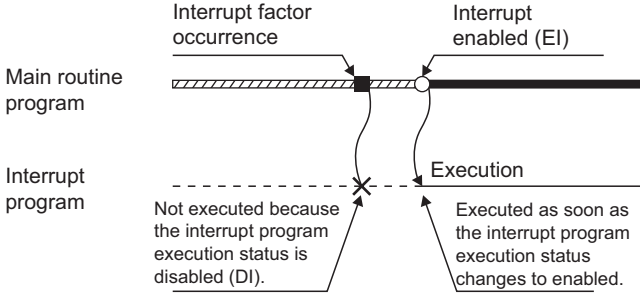 Interrupt factor
occurrence
Interrupt
enabled (EI)
Main routine
program
Interrupt
program
Execution
Not executed because
the interrupt program
execution status is
disabled (DI).
Executed as soon as
the interrupt program
execution status
changes to enabled.